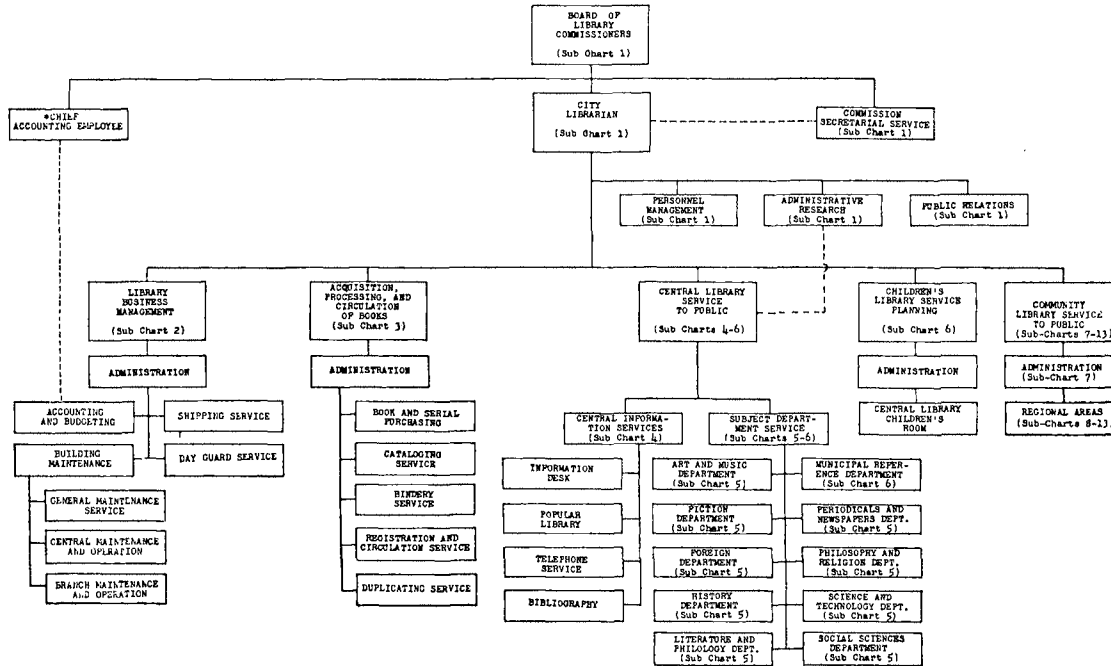 BOARD OF
LIBRARY
COMMISSIONERS
(Sub Chart 1)
*CHIEF
ACCOUNTING EMPLOYEE
CITY
LIBRARIAN
(Sub Chart 1)
COMMISSION
SECRETARIAL SERVICE
(Sub Chart 1)
PERSONNEL
MANAGEMENT
(Sub Chart 1)
ADMINISTRATIVE
RESEARCH
(Sub Chart 1)
PUBLIC RELATIONS
(Sub Chart 1)
LIBRARY
BUSINESS
MANAGEMENT
(Sub Chart 2)
ACQUISITION,
PROCESSING, AND
CIRCULATION
OF BOOKS
(Sub Chart 3)
CENTRAL LIBRARY
SERVICE
TO PUBLIC
(Sub Charts 4-6)
CHILDREN'S
LIBRARY SERVICE
PLANNING
(Sub Chart 6)
COMMUNITY
LIBRARY SERVICE
TO PUBLIC
(Sub-Charts 7-13)
ADMINISTRATION
ADMINISTRATION
ADMINISTRATION
ADMINISTRATION
(Sub-Chart 7)
ACCOUNTING
AND BUDGETING
SHIPPING SERVICE
BUILDING
MAINTENANCE
DAY GUARD SERVICE
GENERAL MAINTENANCE
SERVICE
CENTRAL MAINTENANCE
AND OPERATION
BRANCH MAINTENANCE
AND OPERATION
BOOK AND SERIAL
PURCHASING
CATALOGING
SERVICE
BINDERY
SERVICE
REGISTRATION AND
CIRCULATION SERVICE
DUPLICATING SERVICE
CENTRAL INFORMA-
TION SERVICES
(Sub Chart 4)
SUBJECT DEPART-
MENT SERVICE
(Sub Charts 5-6)
CENTRAL LIBRARY
CHILDREN'S
ROOM
REGIONAL AREAS
(Sub-Charts 8-13)
INFORMATION
DESK
POPULAR
LIBRARY
TELEPHONE
SERVICE
BIBLIOGRAPHY
ART AND MUSIC
DEPARTMENT
(Sub Chart 5)
FICTION
DEPARTMENT
(Sub Chart 5)
FOREIGN
DEPARTMENT
(Sub Chart 5)
HISTORY
DEPARTMENT
(Sub Chart 5)
LITERATURE AND
PHILOLOGY DEPT.
(Sub Chart 5)
MUNICIPAL REFER-
ENCE DEPARTMENT
(Sub Chart 6)
PERIODICALS AND
NEWSPAPERS DEPT.
(Sub Chart 5)
PHILOSOPHY AND
RELIGION DEPT.
(Sub Chart 5)
SCIENCE AND
TECHNOLOGY DEPT.
(Sub Chart 5)
SOCIAL SCIENCES
DEPARTMENT
(Sub Chart 5)